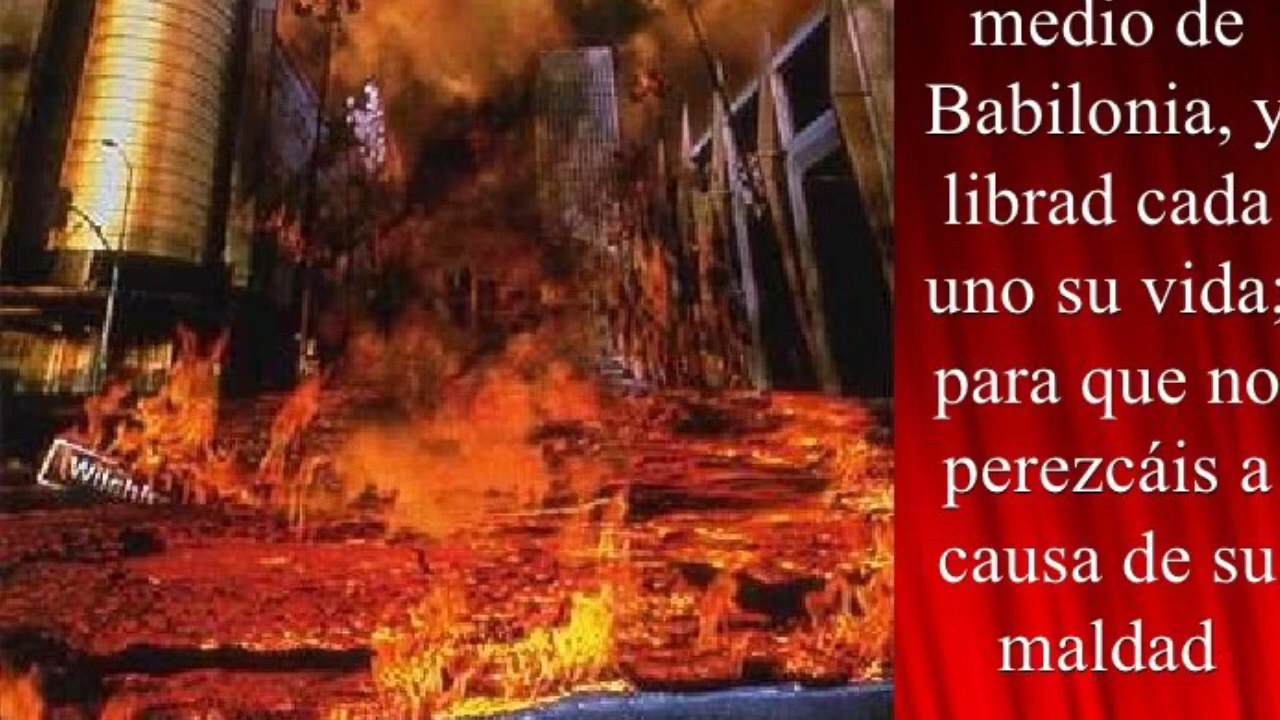 medio de
Babilonia, y
librad cada
uno su vida;
para que no
perezcáis a
causa de su
maldad